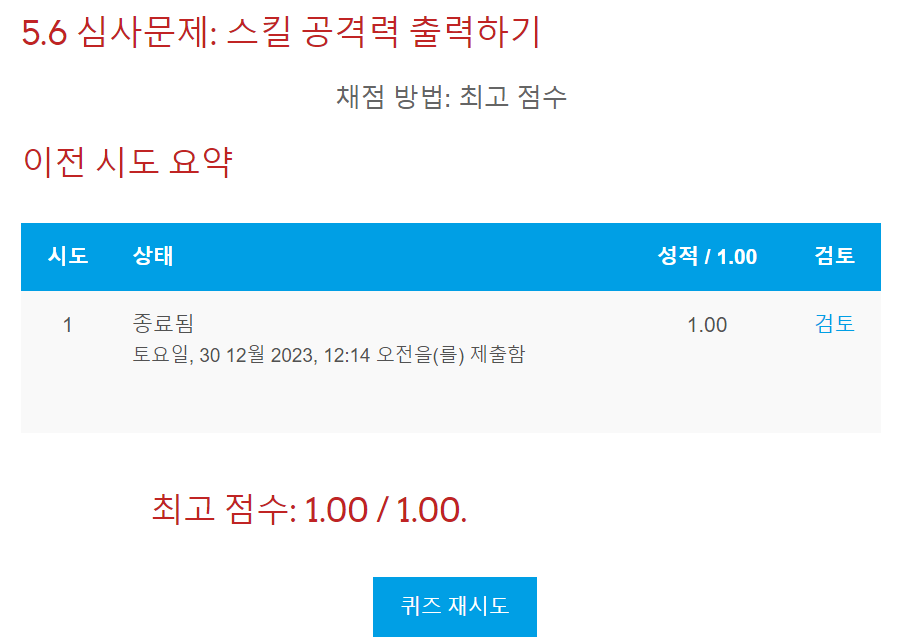 5.6 심사문제: 스킬 공격력 출력하기
채점 방법: 최고 점수
이전 시도 요약
시도 상태 성적 / 1.00 검토
1 종료됨 1.00 검토
토요일, 30 12월 2023, 12:14 오전을(를) 제출함
최고 점수: 1.00 / 1.00.
퀴즈 재시도